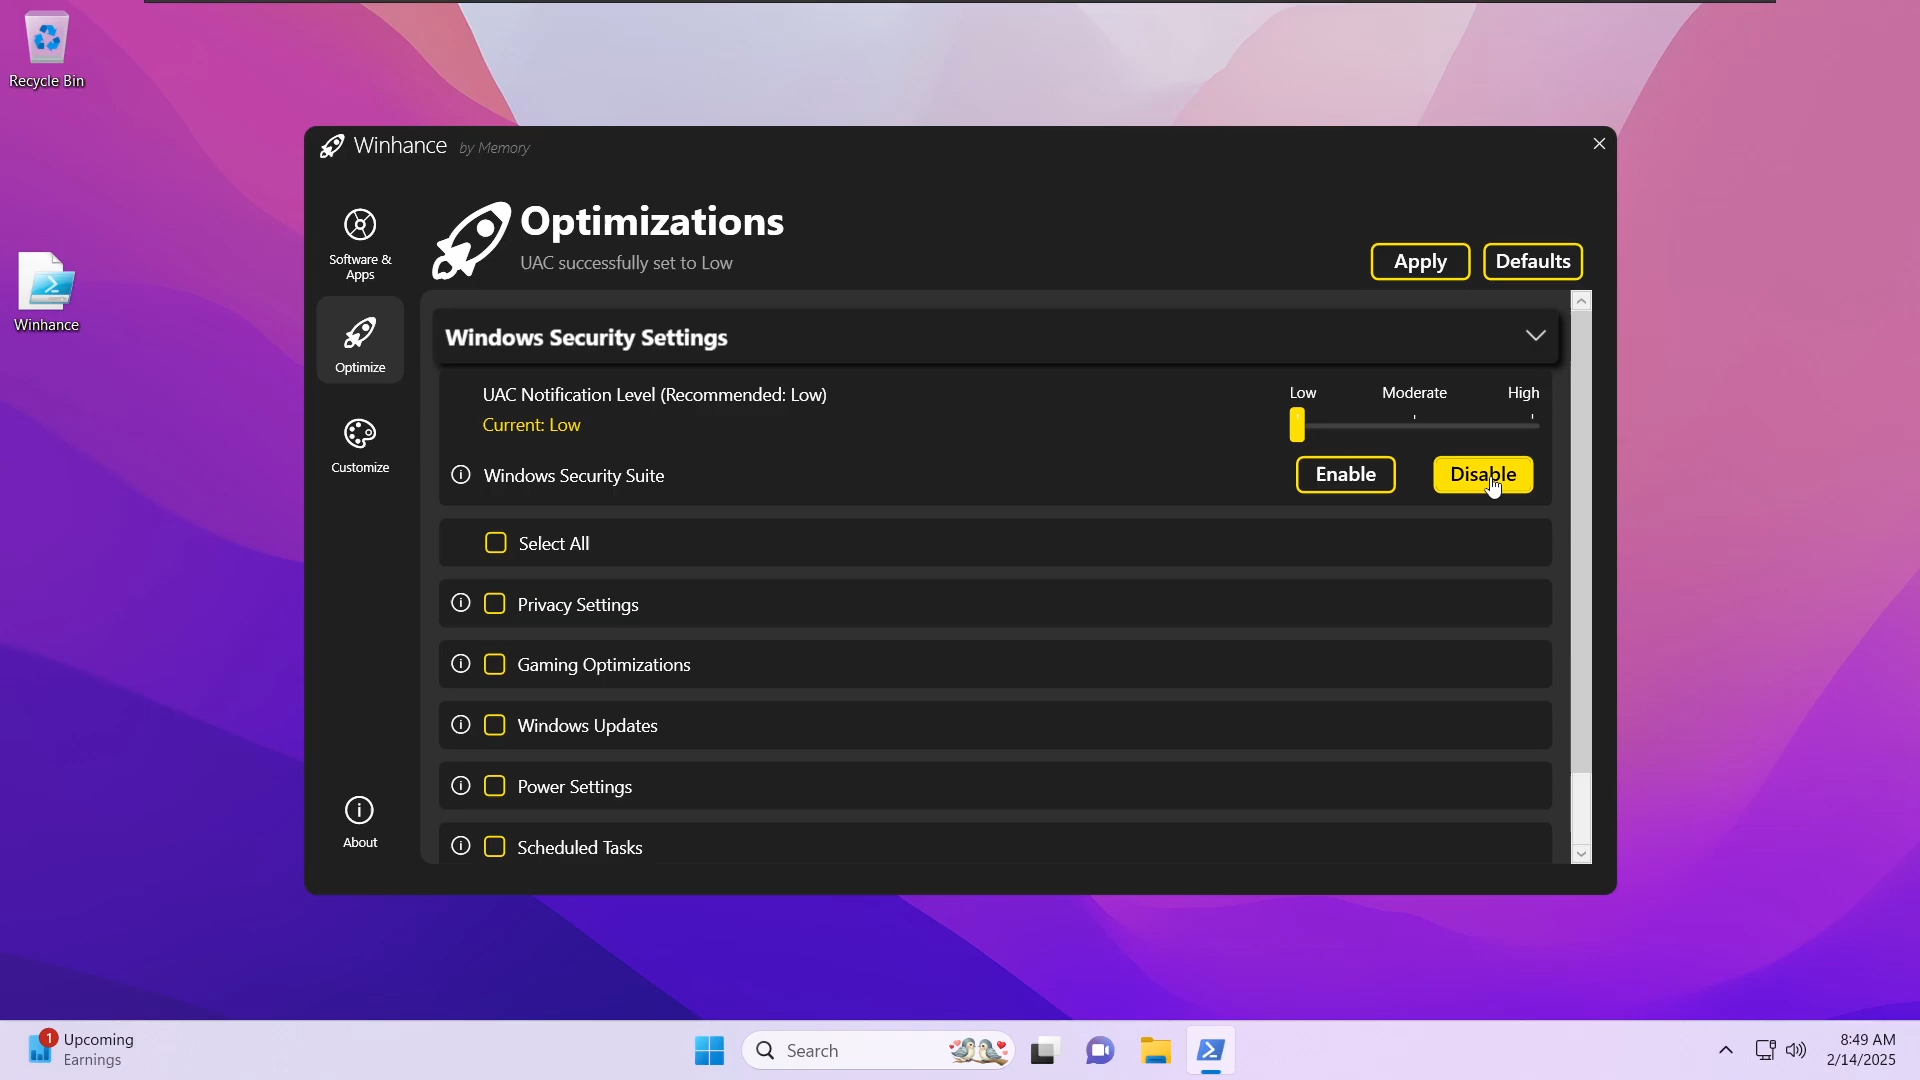 Recycle Bin
Winhance
Winhance by Memory
Software &
Apps
Optimize
Customize
About
Optimizations
UAC successfully set to Low
Apply
Defaults
Windows Security Settings
UAC Notification Level (Recommended: Low)
Current: Low
Low Moderate High
Windows Security Suite
Enable
Disable
Select All
Privacy Settings
Gaming Optimizations
Windows Updates
Power Settings
Scheduled Tasks
1
Upcoming
Earnings
Search
8:49 AM
2/14/2025